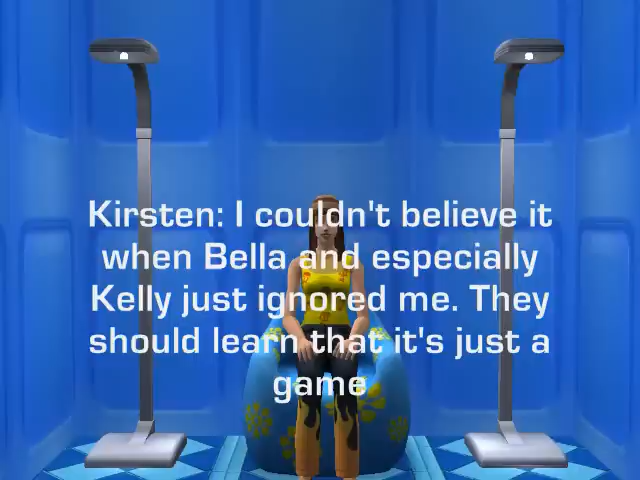 Kirsten: I couldn't believe it
when Bella and especially
Kelly just ignored me. They
should learn that it's just a
game